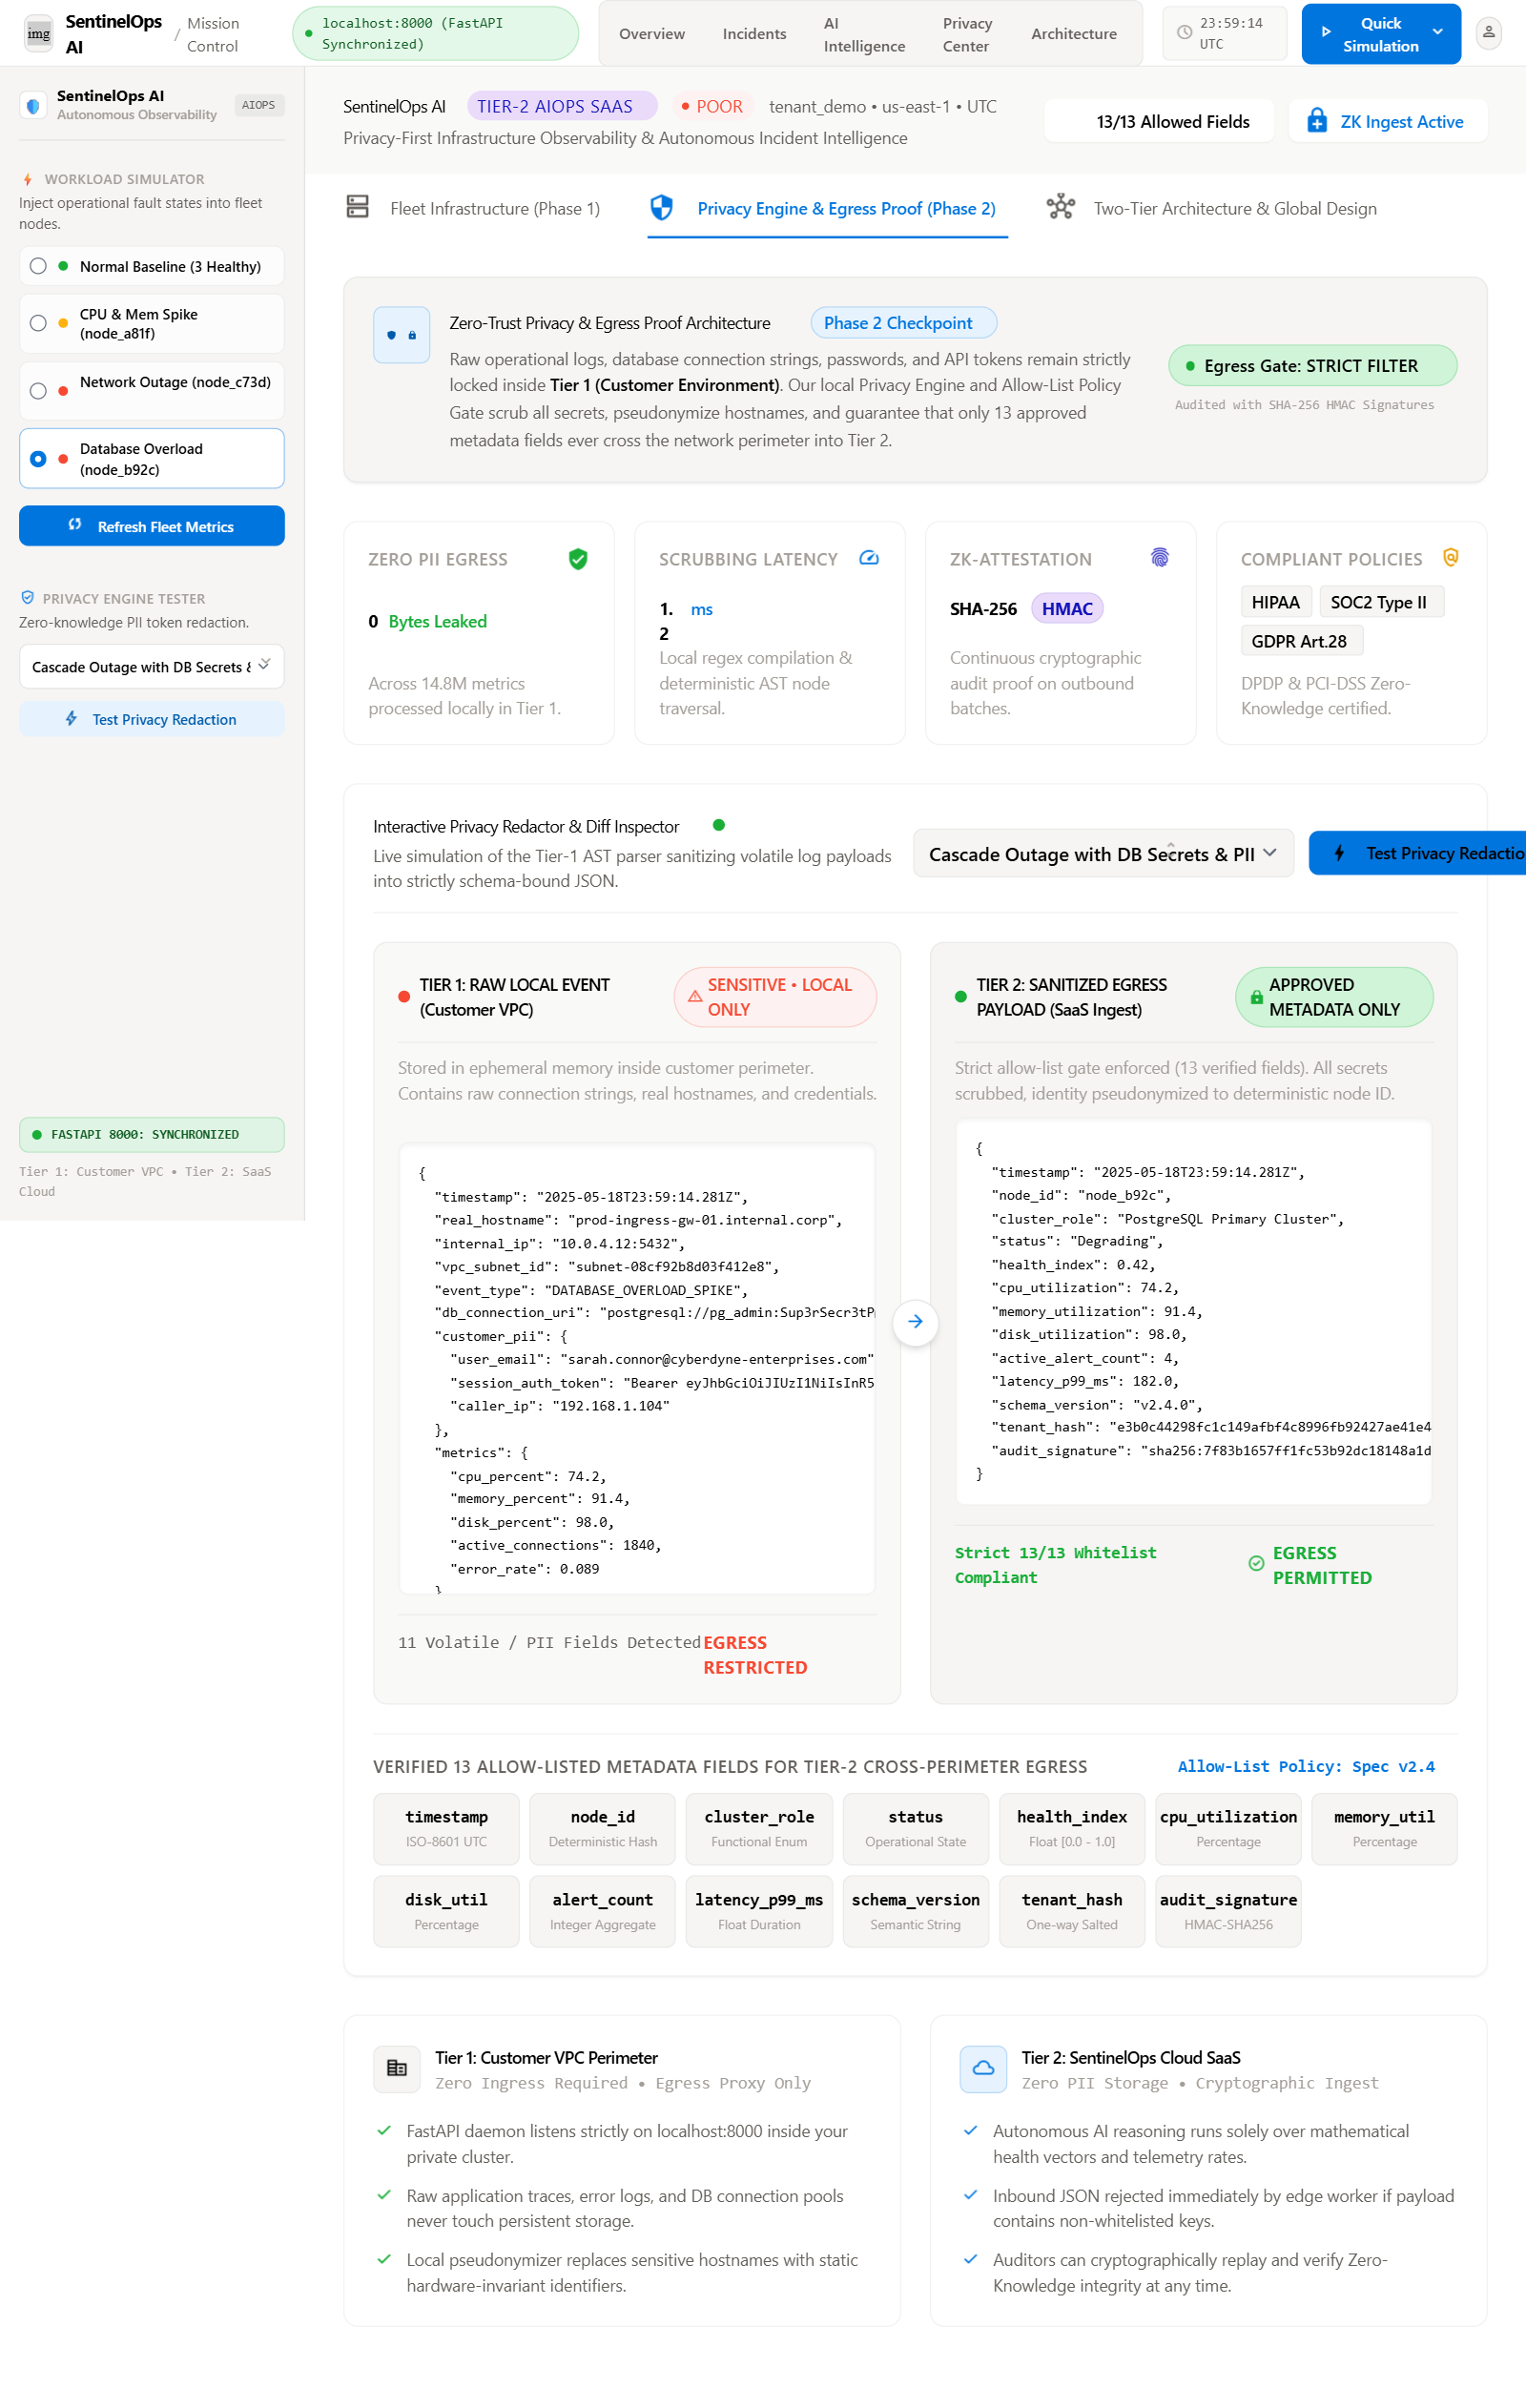 img
SentinelOps
AI
/
Mission
Control
localhost:8000 (FastAPI
Synchronized)
Overview
Incidents
AI
Intelligence
Privacy
Center
Architecture
23:59:14
UTC
Quick
Simulation
SentinelOps AI
Autonomous Observability
AIOPS
WORKLOAD SIMULATOR
Inject operational fault states into fleet
nodes.
Normal Baseline (3 Healthy)
CPU & Mem Spike
(node_a81f)
Network Outage (node_c73d)
Database Overload
(node_b92c)
Refresh Fleet Metrics
PRIVACY ENGINE TESTER
Zero-knowledge PII token redaction.
Cascade Outage with DB Secrets &
Test Privacy Redaction
FASTAPI 8000: SYNCHRONIZED
Tier 1: Customer VPC • Tier 2: SaaS
Cloud
SentinelOps AI
TIER-2 AIOPS SAAS
POOR
tenant_demo • us-east-1 • UTC
Privacy-First Infrastructure Observability & Autonomous Incident Intelligence
13/13 Allowed Fields
ZK Ingest Active
Fleet Infrastructure (Phase 1)
Privacy Engine & Egress Proof (Phase 2)
Two-Tier Architecture & Global Design
Zero-Trust Privacy & Egress Proof Architecture
Phase 2 Checkpoint
Raw operational logs, database connection strings, passwords, and API tokens remain strictly
locked inside Tier 1 (Customer Environment). Our local Privacy Engine and Allow-List Policy
Gate scrub all secrets, pseudonymize hostnames, and guarantee that only 13 approved
metadata fields ever cross the network perimeter into Tier 2.
Egress Gate: STRICT FILTER
Audited with SHA-256 HMAC Signatures
ZERO PII EGRESS
0 Bytes Leaked
Across 14.8M metrics
processed locally in Tier 1.
SCRUBBING LATENCY
1.
2
ms
Local regex compilation &
deterministic AST node
traversal.
ZK-ATTESTATION
SHA-256 HMAC
Continuous cryptographic
audit proof on outbound
batches.
COMPLIANT POLICIES
HIPAA
SOC2 Type II
GDPR Art.28
DPDP & PCI-DSS Zero-
Knowledge certified.
Interactive Privacy Redactor & Diff Inspector
Live simulation of the Tier-1 AST parser sanitizing volatile log payloads
into strictly schema-bound JSON.
Cascade Outage with DB Secrets & PII
Test Privacy Redactio
TIER 1: RAW LOCAL EVENT
(Customer VPC)
SENSITIVE • LOCAL
ONLY
Stored in ephemeral memory inside customer perimeter.
Contains raw connection strings, real hostnames, and credentials.
{
"timestamp": "2025-05-18T23:59:14.281Z",
"real_hostname": "prod-ingress-gw-01.internal.corp",
"internal_ip": "10.0.4.12:5432",
"vpc_subnet_id": "subnet-08cf92b8d03f412e8",
"event_type": "DATABASE_OVERLOAD_SPIKE",
"db_connection_uri": "postgresql://pg_admin:Sup3rSecr3tP
"customer_pii": {
"user_email": "sarah.connor@cyberdyne-enterprises.com"
"session_auth_token": "Bearer eyJhbGciOiJIUzI1NiIsInR5
"caller_ip": "192.168.1.104"
},
"metrics": {
"cpu_percent": 74.2,
"memory_percent": 91.4,
"disk_percent": 98.0,
"active_connections": 1840,
"error_rate": 0.089
}
11 Volatile / PII Fields Detected
EGRESS
RESTRICTED
TIER 2: SANITIZED EGRESS
PAYLOAD (SaaS Ingest)
APPROVED
METADATA ONLY
Strict allow-list gate enforced (13 verified fields). All secrets
scrubbed, identity pseudonymized to deterministic node ID.
{
"timestamp": "2025-05-18T23:59:14.281Z",
"node_id": "node_b92c",
"cluster_role": "PostgreSQL Primary Cluster",
"status": "Degrading",
"health_index": 0.42,
"cpu_utilization": 74.2,
"memory_utilization": 91.4,
"disk_utilization": 98.0,
"active_alert_count": 4,
"latency_p99_ms": 182.0,
"schema_version": "v2.4.0",
"tenant_hash": "e3b0c44298fc1c149afbf4c8996fb92427ae41e4
"audit_signature": "sha256:7f83b1657ff1fc53b92dc18148a1d
}
Strict 13/13 Whitelist
Compliant
EGRESS
PERMITTED
VERIFIED 13 ALLOW-LISTED METADATA FIELDS FOR TIER-2 CROSS-PERIMETER EGRESS
Allow-List Policy: Spec v2.4
timestamp
ISO-8601 UTC
node_id
Deterministic Hash
cluster_role
Functional Enum
status
Operational State
health_index
Float [0.0 - 1.0]
cpu_utilization
Percentage
memory_util
Percentage
disk_util
Percentage
alert_count
Integer Aggregate
latency_p99_ms
Float Duration
schema_version
Semantic String
tenant_hash
One-way Salted
audit_signature
HMAC-SHA256
Tier 1: Customer VPC Perimeter
Zero Ingress Required • Egress Proxy Only
FastAPI daemon listens strictly on localhost:8000 inside your
private cluster.
Raw application traces, error logs, and DB connection pools
never touch persistent storage.
Local pseudonymizer replaces sensitive hostnames with static
hardware-invariant identifiers.
Tier 2: SentinelOps Cloud SaaS
Zero PII Storage • Cryptographic Ingest
Autonomous AI reasoning runs solely over mathematical
health vectors and telemetry rates.
Inbound JSON rejected immediately by edge worker if payload
contains non-whitelisted keys.
Auditors can cryptographically replay and verify Zero-
Knowledge integrity at any time.